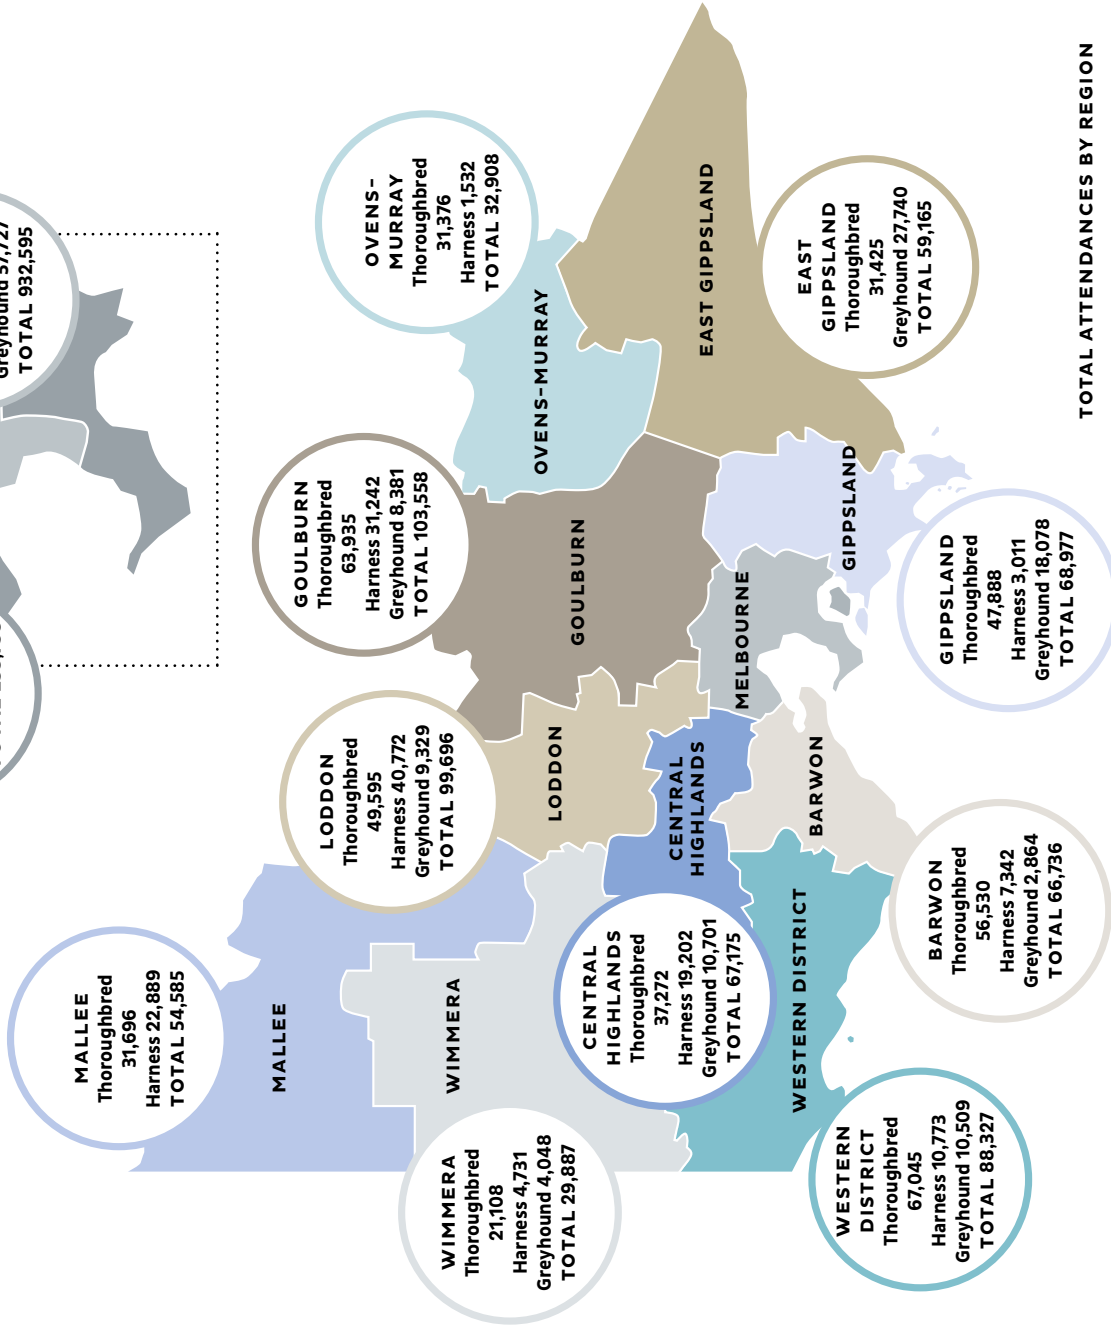 Greyhound 57,727
TOTAL 932,595
MALLEE
Thoroughbred
31,696
Harness 22,889
TOTAL 54,585
LODDON
Thoroughbred
49,595
Harness 40,772
Greyhound 9,329
TOTAL 99,696
GOULBURN
Thoroughbred
63,935
Harness 31,242
Greyhound 8,381
TOTAL 103,558
OVENS-
MURRAY
Thoroughbred
31,376
Harness 1,532
TOTAL 32,908
MALLEE
WIMMERA
LODDON
GOULBURN
OVENS-MURRAY
EAST GIPPSLAND
WIMMERA
Thoroughbred
21,108
Harness 4,731
Greyhound 4,048
TOTAL 29,887
CENTRAL
HIGHLANDS
Thoroughbred
37,272
Harness 19,202
Greyhound 10,701
TOTAL 67,175
CENTRAL
HIGHLANDS
MELBOURNE
WESTERN DISTRICT
BARWON
GIPPSLAND
EAST
GIPPSLAND
Thoroughbred
31,425
Greyhound 27,740
TOTAL 59,165
WESTERN
DISTRICT
Thoroughbred
67,045
Harness 10,773
Greyhound 10,509
TOTAL 88,327
BARWON
Thoroughbred
56,530
Harness 7,342
Greyhound 2,864
TOTAL 66,736
GIPPSLAND
Thoroughbred
47,888
Harness 3,011
Greyhound 18,078
TOTAL 68,977
TOTAL ATTENDANCES BY REGION